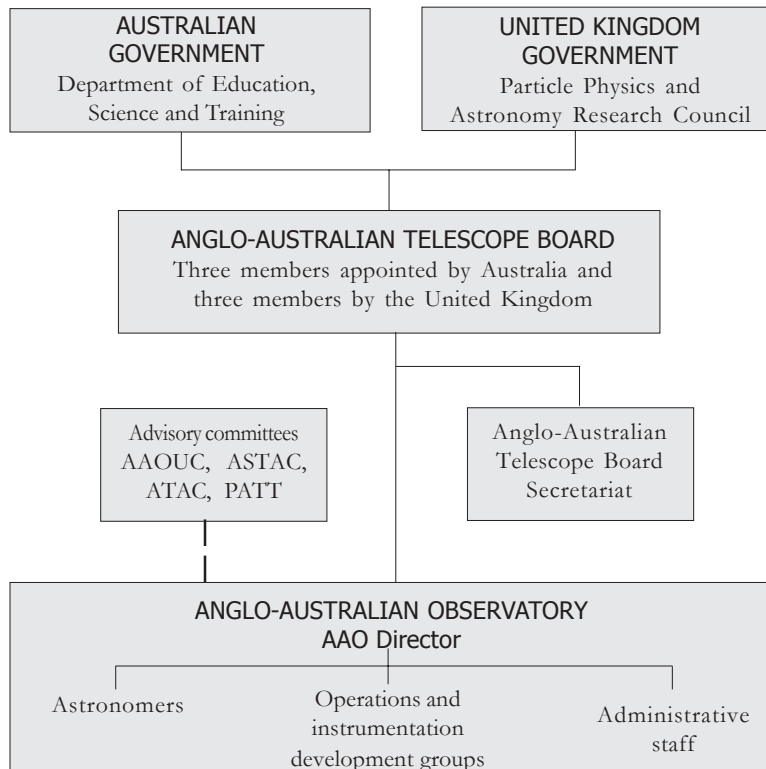 AUSTRALIAN
GOVERNMENT
Department of Education,
Science and Training
UNITED KINGDOM
GOVERNMENT
Particle Physics and
Astronomy Research Council
ANGLO-AUSTRALIAN TELESCOPE BOARD
Three members appointed by Australia and
three members by the United Kingdom
Advisory committees
AAOUC, ASTAC,
ATAC, PATT
Anglo-Australian
Telescope Board
Secretariat
ANGLO-AUSTRALIAN OBSERVATORY
AAO Director
Astronomers
Operations and
instrumentation
development groups
Administrative
staff